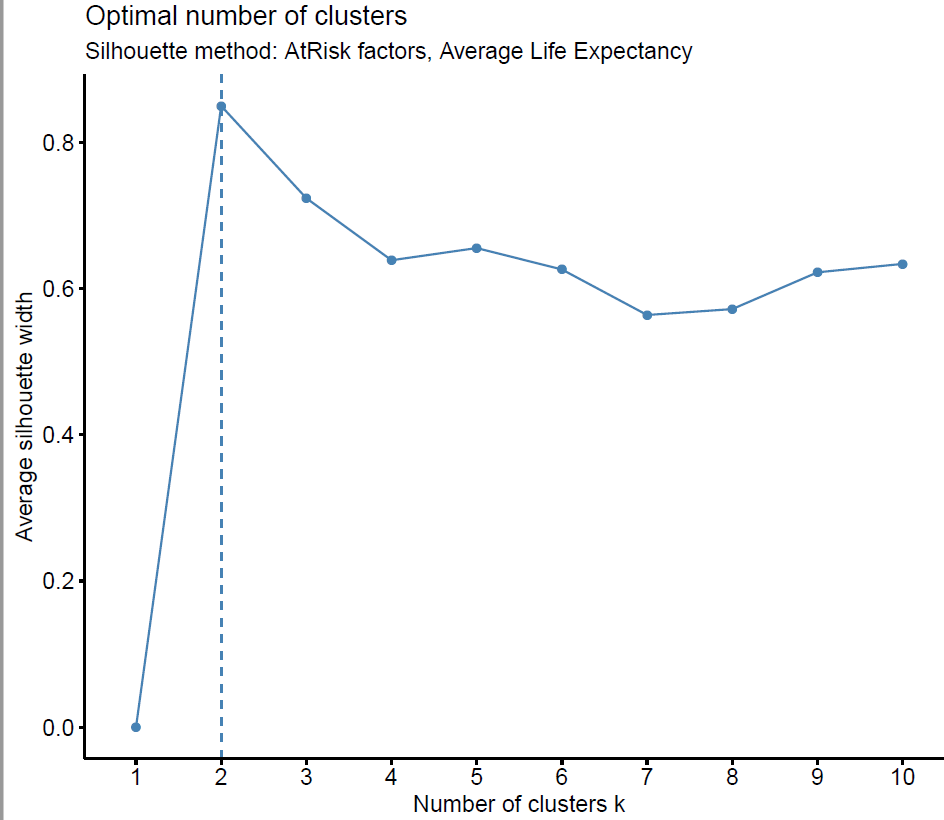 Optimal number of clusters
Silhouette method: AtRisk factors, Average Life Expectancy
Average silhouette width
0.8
0.6
0.4
0.2
0.0
1 2 3 4 5 6 7 8 9 10
Number of clusters k